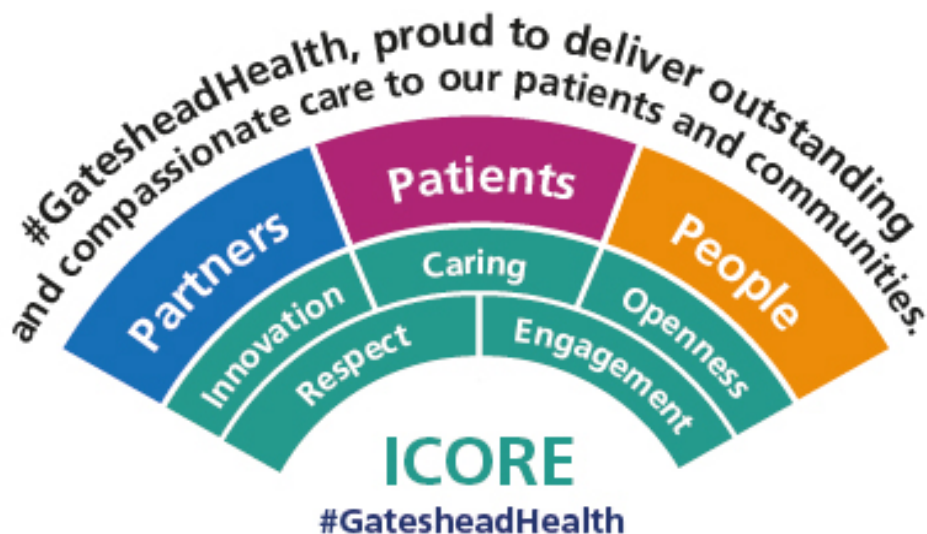 #GatesheadHealth, proud to deliver outstanding
and compassionate care to our patients and communities.
Partners
Patients
People
Innovation
Caring
Openness
Respect
Engagement
ICORE
#GatesheadHealth